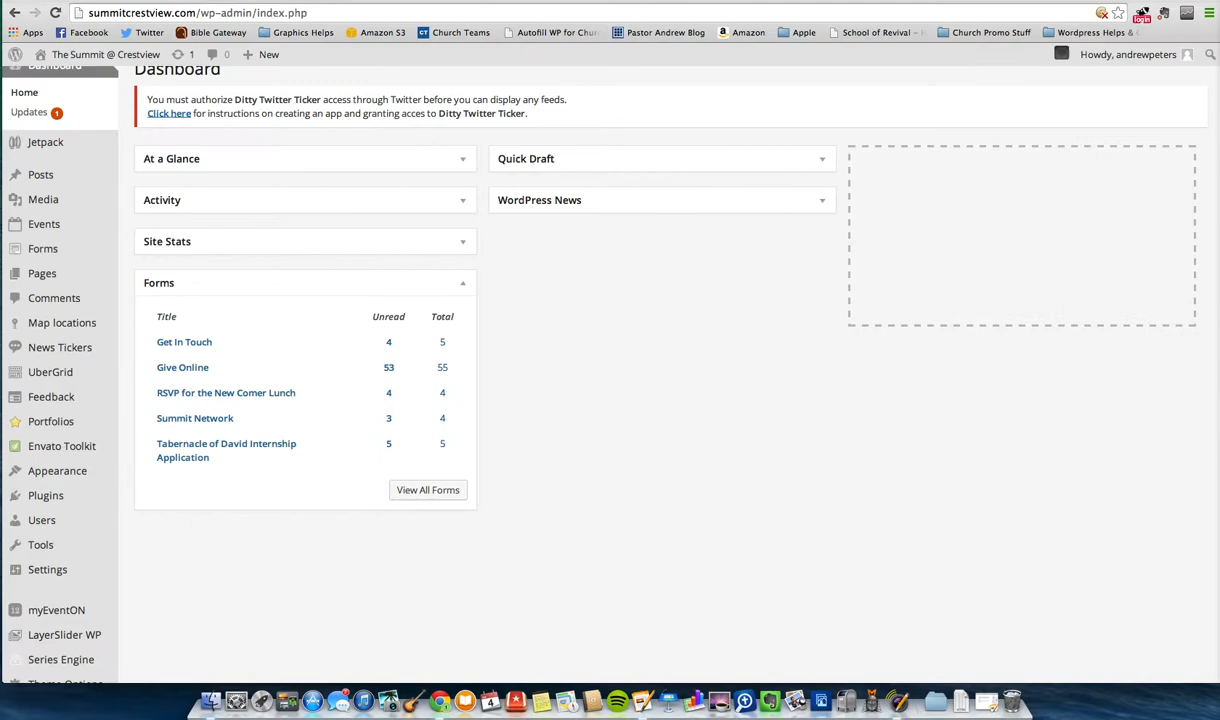 summitcrestview.com/wp-admin/index.php
login
Apps Facebook Twitter Bible Gateway Graphics Helps Amazon S3 Church Teams Autofill WP for Chur Pastor Andrew Blog Amazon Apple School of Revival — H Church Promo Stuff Wordpress Helps &
The Summit @ Crestview 1 0 New Howdy, andrewpeters
Dashboard
Dashboard
Home
Updates 1
Jetpack
Posts
Media
Events
Forms
Pages
Comments
Map locations
News Tickers
UberGrid
Feedback
Portfolios
Envato Toolkit
Appearance
Plugins
Users
Tools
Settings
myEventON
LayerSlider WP
Series Engine
Theme Options
You must authorize Ditty Twitter Ticker access through Twitter before you can display any feeds.
Click here for instructions on creating an app and granting acces to Ditty Twitter Ticker.
At a Glance
Activity
Site Stats
Forms
Title Unread Total
Get In Touch 4 5
Give Online 53 55
RSVP for the New Comer Lunch 4 4
Summit Network 3 4
Tabernacle of David Internship 5 5
Application
View All Forms
Quick Draft
WordPress News
4